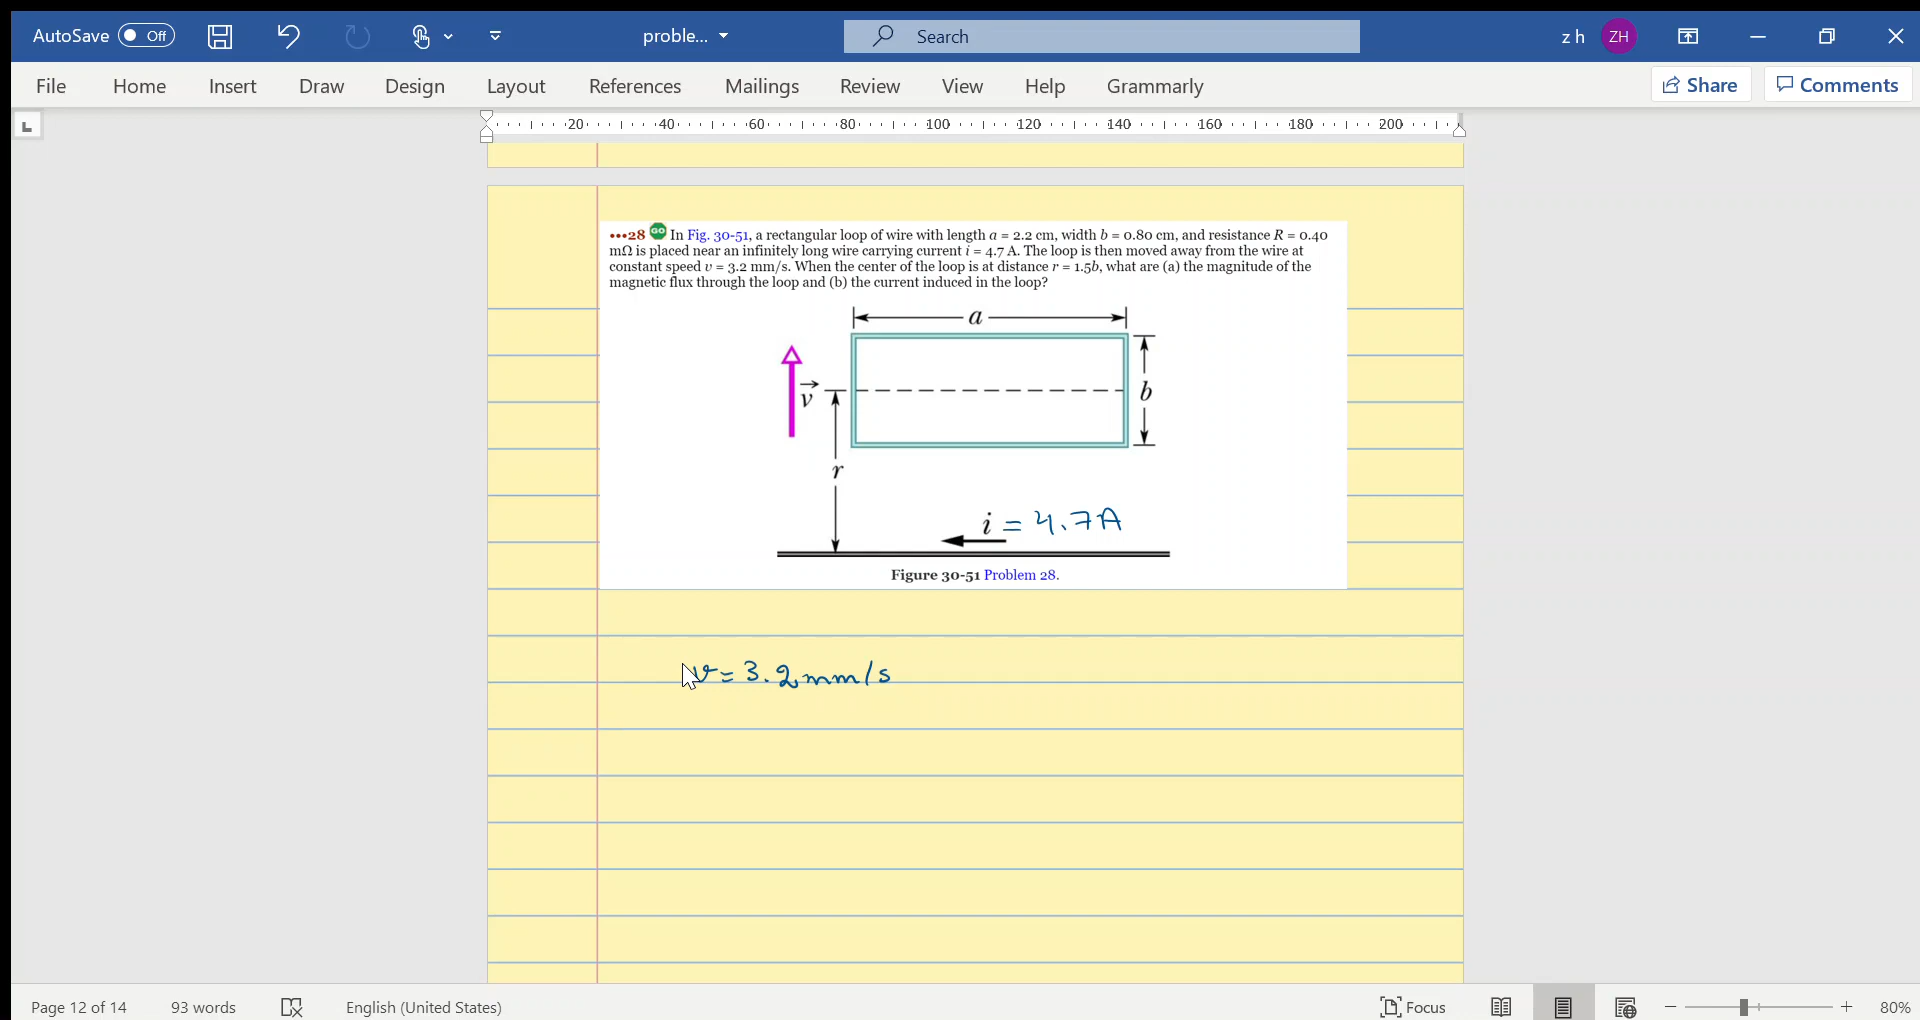 AutoSave Off proble... Search z h ZH
File Home Insert Draw Design Layout References Mailings Review View Help Grammarly Share Comments
20 40 60 80 100 120 140 160 180 200
•••28 GO In Fig. 30-51, a rectangular loop of wire with length a = 2.2 cm, width b = 0.80 cm, and resistance R = 0.40
mΩ is placed near an infinitely long wire carrying current i = 4.7 A. The loop is then moved away from the wire at
constant speed v = 3.2 mm/s. When the center of the loop is at distance r = 1.5b, what are (a) the magnitude of the
magnetic flux through the loop and (b) the current induced in the loop?
a
v
b
r
i = 4.7A
Figure 30-51 Problem 28.
v = 3.2mm/s
Page 12 of 14 93 words English (United States) Focus 80%